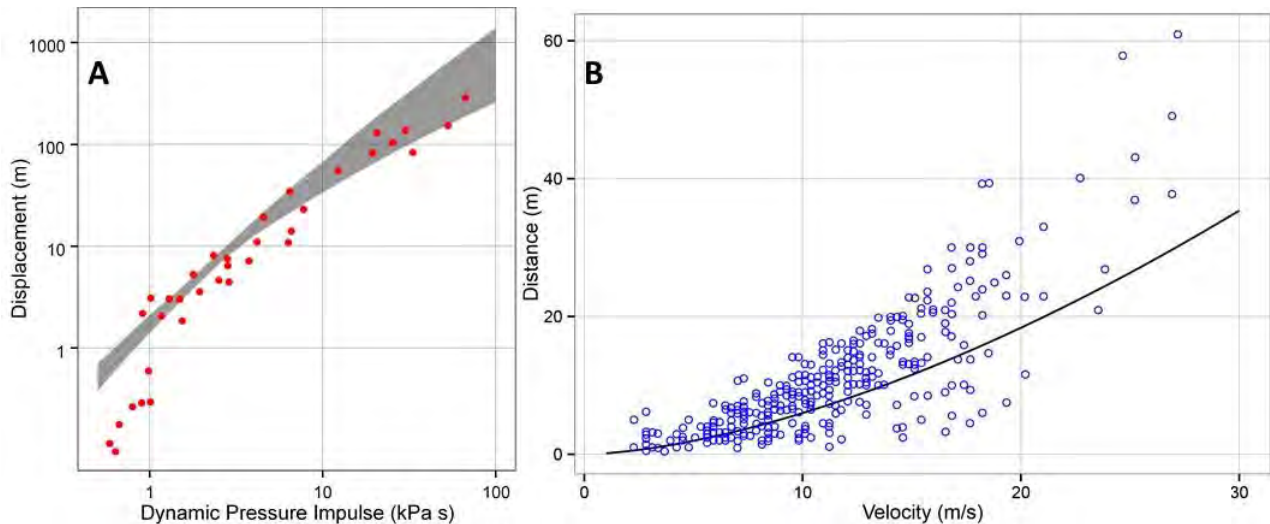 A
1000
100
10
1
Displacement (m)
1
10
100
Dynamic Pressure Impulse (kPa s)
B
60
40
20
0
Distance (m)
0
10
20
30
Velocity (m/s)